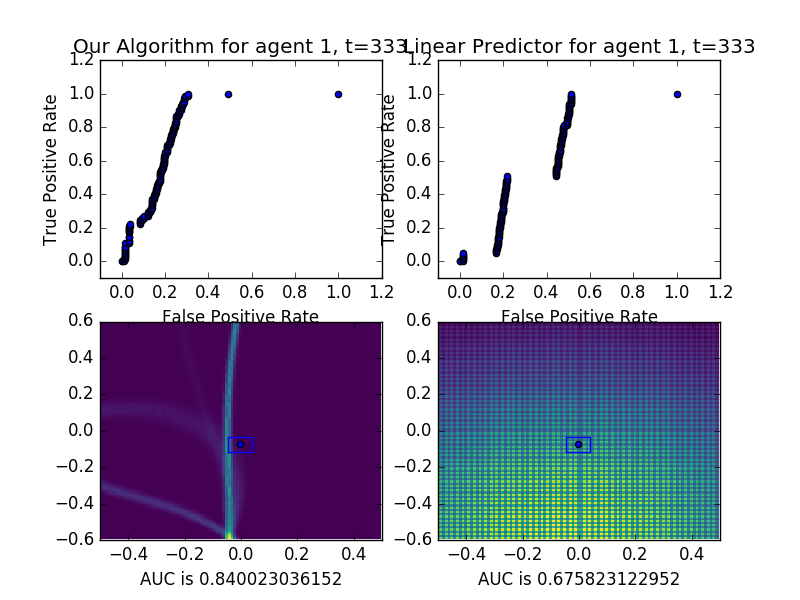 Our Algorithm for agent 1, t=333
Linear Predictor for agent 1, t=333
True Positive Rate
1.2
1.0
0.8
0.6
0.4
0.2
0.0
0.0 0.2 0.4 0.6 0.8 1.0 1.2
False Positive Rate
True Positive Rate
1.2
1.0
0.8
0.6
0.4
0.2
0.0
0.0 0.2 0.4 0.6 0.8 1.0 1.2
False Positive Rate
0.6
0.4
0.2
0.0
−0.2
−0.4
−0.6
−0.4 −0.2 0.0 0.2 0.4
AUC is 0.840023036152
0.6
0.4
0.2
0.0
−0.2
−0.4
−0.6
−0.4 −0.2 0.0 0.2 0.4
AUC is 0.675823122952